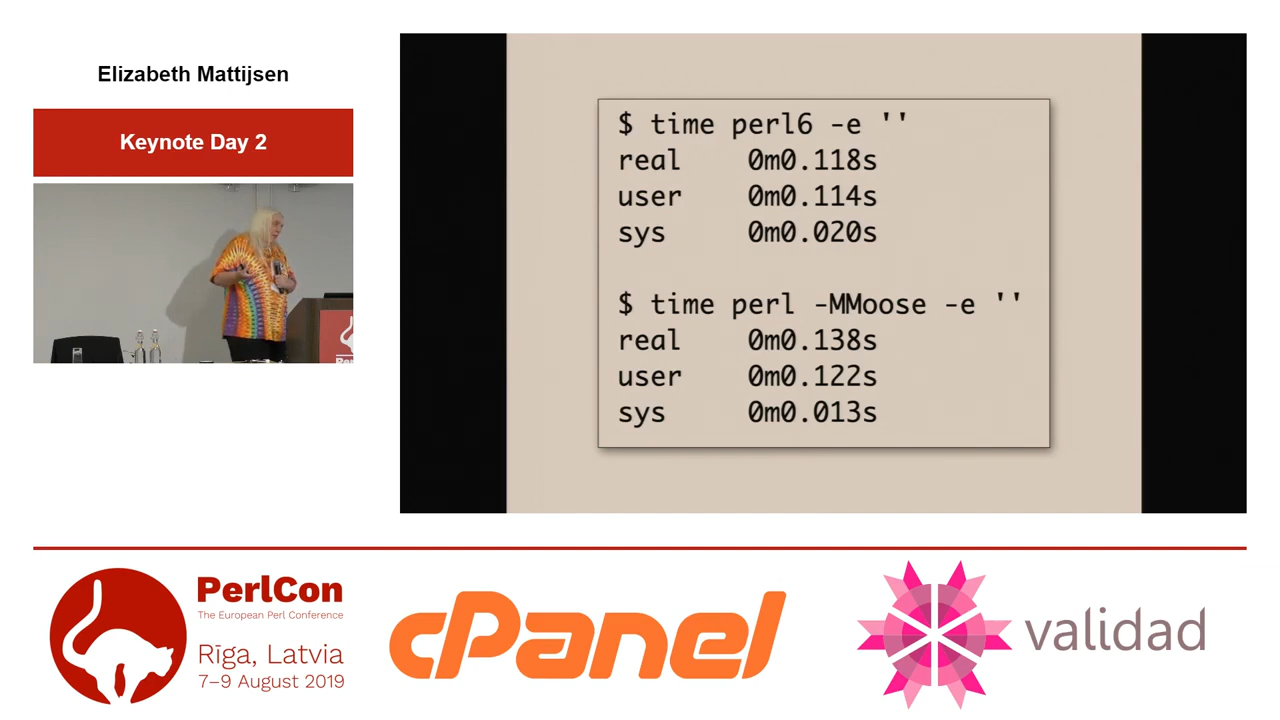 Elizabeth Mattijsen
Keynote Day 2
$ time perl6 -e ''
real 0m0.118s
user 0m0.114s
sys 0m0.020s
$ time perl -MMoose -e ''
real 0m0.138s
user 0m0.122s
sys 0m0.013s
PerlCon
The European Perl Conference
Rīga, Latvia
7–9 August 2019
cPanel
validad